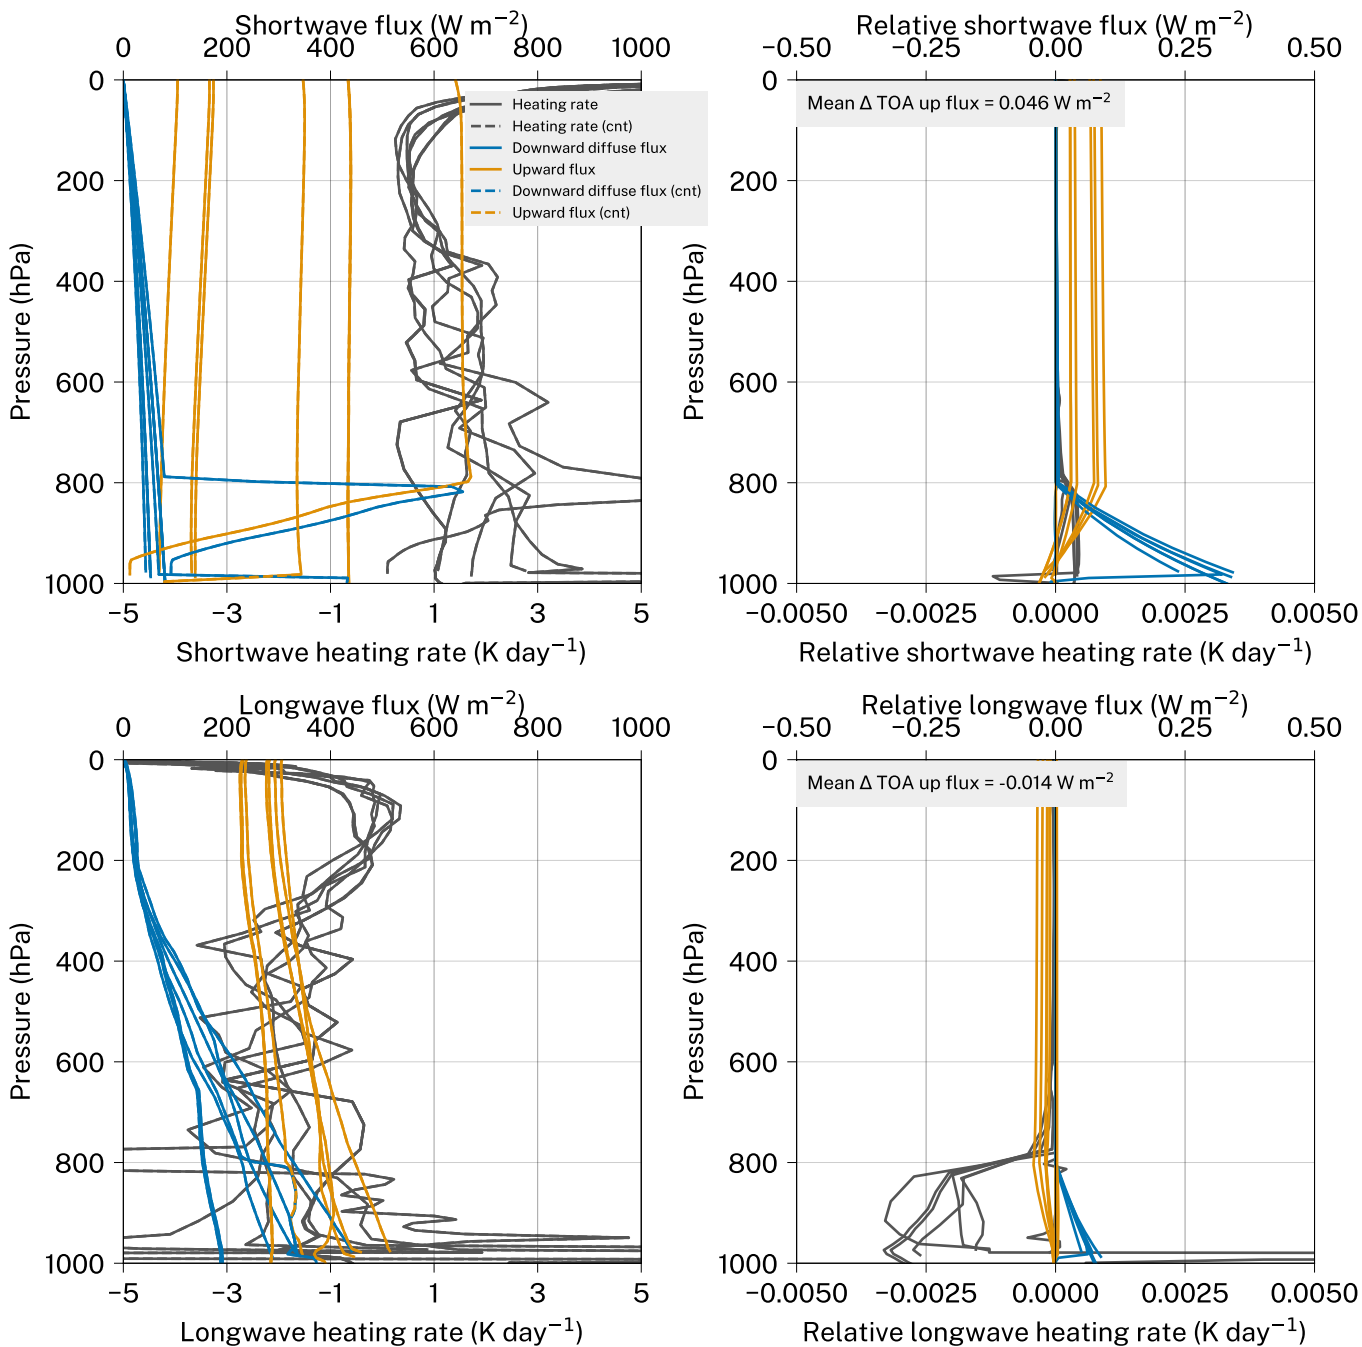 Shortwave flux (W m−2)
0 200 400 600 800 1000
0
200
400
600
800
1000
Pressure (hPa)
Heating rate
Heating rate (cnt)
Downward diffuse flux
Upward flux
Downward diffuse flux (cnt)
Upward flux (cnt)
−5 −3 −1 1 3 5
Shortwave heating rate (K day−1)
Relative shortwave flux (W m−2)
−0.50 −0.25 0.00 0.25 0.50
0
200
400
600
800
1000
Pressure (hPa)
Mean Δ TOA up flux = 0.046 W m−2
−0.0050 −0.0025 0.0000 0.0025 0.0050
Relative shortwave heating rate (K day−1)
Longwave flux (W m−2)
0 200 400 600 800 1000
0
200
400
600
800
1000
Pressure (hPa)
−5 −3 −1 1 3 5
Longwave heating rate (K day−1)
Relative longwave flux (W m−2)
−0.50 −0.25 0.00 0.25 0.50
0
200
400
600
800
1000
Pressure (hPa)
Mean Δ TOA up flux = -0.014 W m−2
−0.0050 −0.0025 0.0000 0.0025 0.0050
Relative longwave heating rate (K day−1)